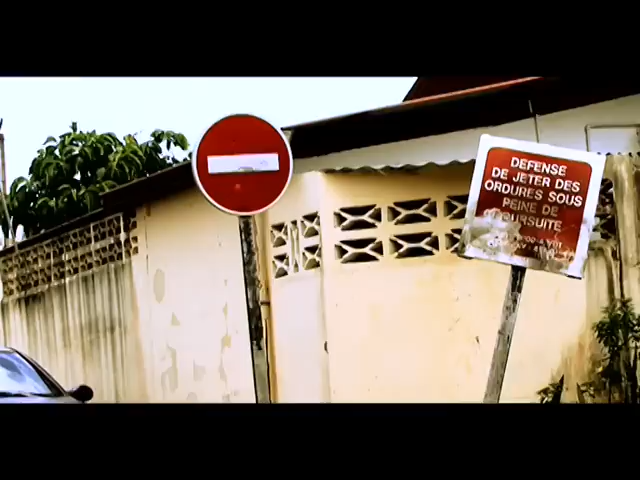 DEFENSE
DE JETER DES
ORDURES SOUS
PEINE DE
POURSUITE